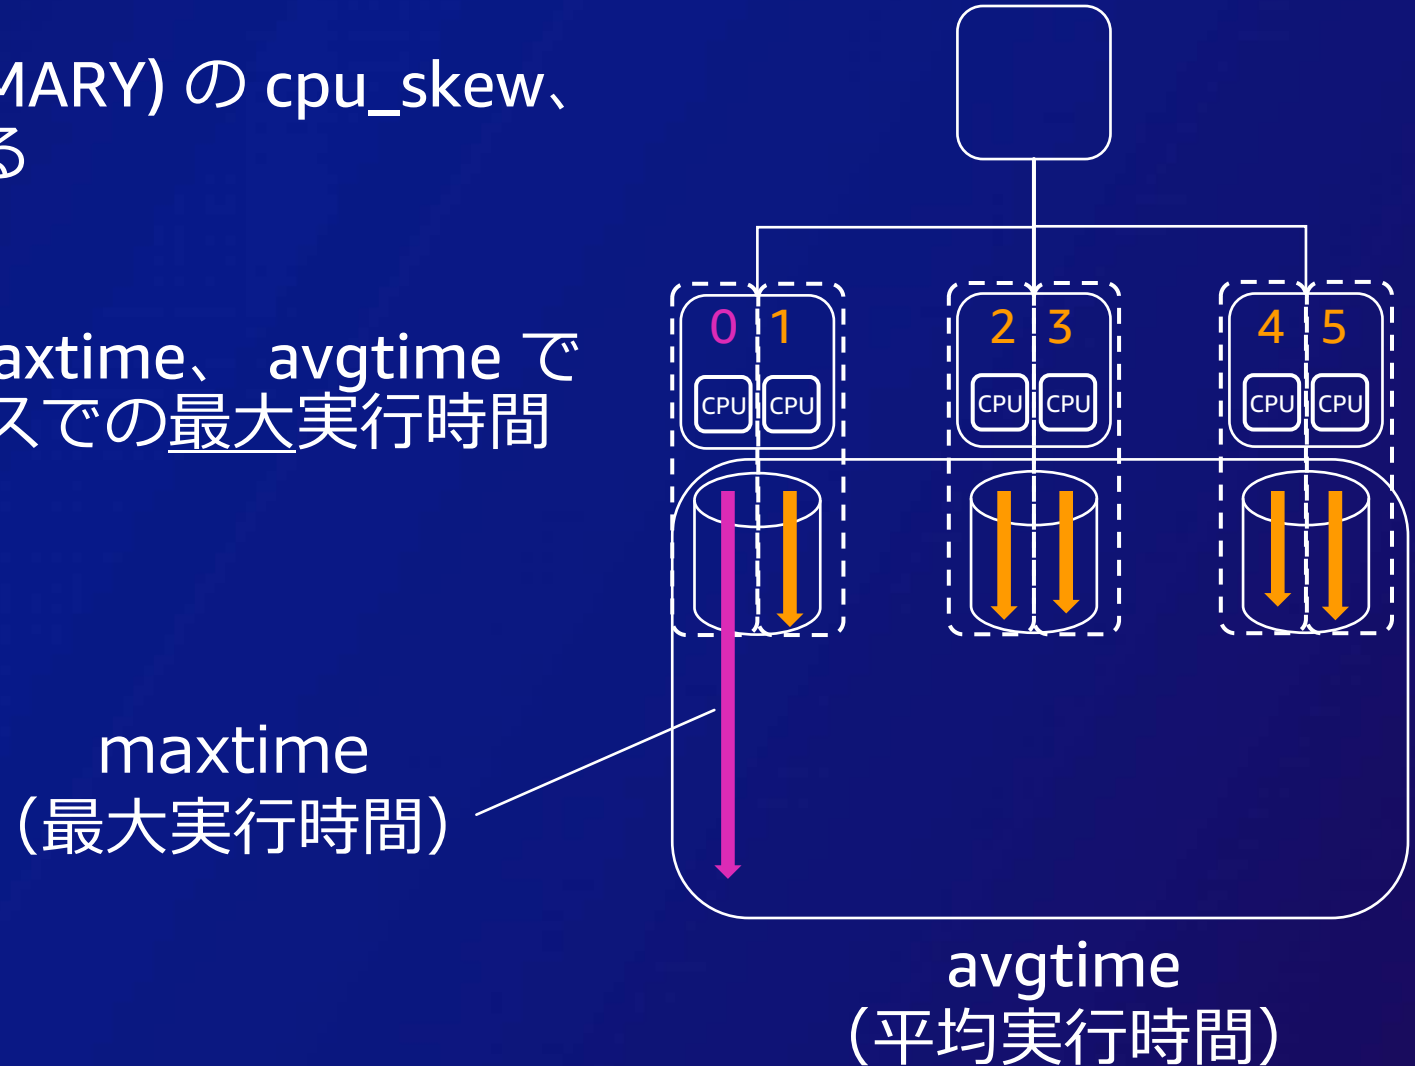 MARY) の cpu_skew、
る
axtime、 avgtime で
スでの最大実行時間
0 1 2 3 4 5
CPU CPU CPU CPU CPU CPU
maxtime
（最大実行時間）
avgtime
（平均実行時間）